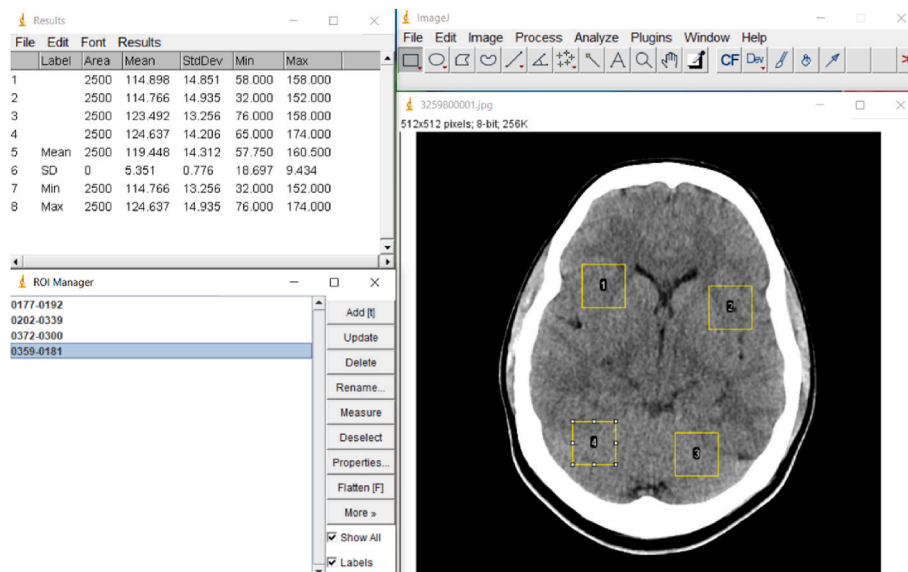 Results
File Edit Font Results
Label Area Mean StdDev Min Max
1 2500 114.898 14.851 58.000 158.000
2 2500 114.766 14.935 32.000 152.000
3 2500 123.492 13.256 76.000 158.000
4 2500 124.637 14.206 65.000 174.000
5 Mean 2500 119.448 14.312 57.750 160.500
6 SD 0 5.351 0.776 18.697 9.434
7 Min 2500 114.766 13.256 32.000 152.000
8 Max 2500 124.637 14.935 76.000 174.000
ROI Manager
0177-0192
0202-0339
0372-0300
0359-0181
Add [t]
Update
Delete
Rename...
Measure
Deselect
Properties...
Flatten [F]
More »
Show All
Labels
ImageJ
File Edit Image Process Analyze Plugins Window Help
A CF Dev
3259800001.jpg
512x512 pixels; 8-bit; 256K
1
2
4
3